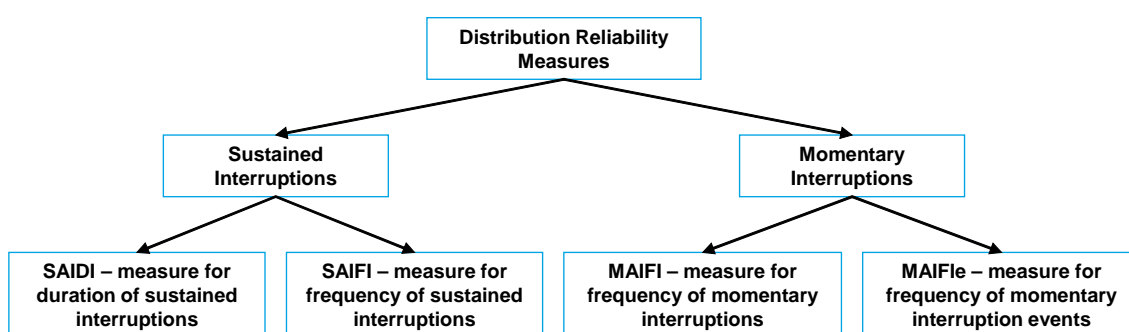 Distribution Reliability
Measures
Sustained
Interruptions
Momentary
Interruptions
SAIDI – measure for
duration of sustained
interruptions
SAIFI – measure for
frequency of sustained
interruptions
MAIFI – measure for
frequency of momentary
interruptions
MAIFIe – measure for
frequency of momentary
interruption events